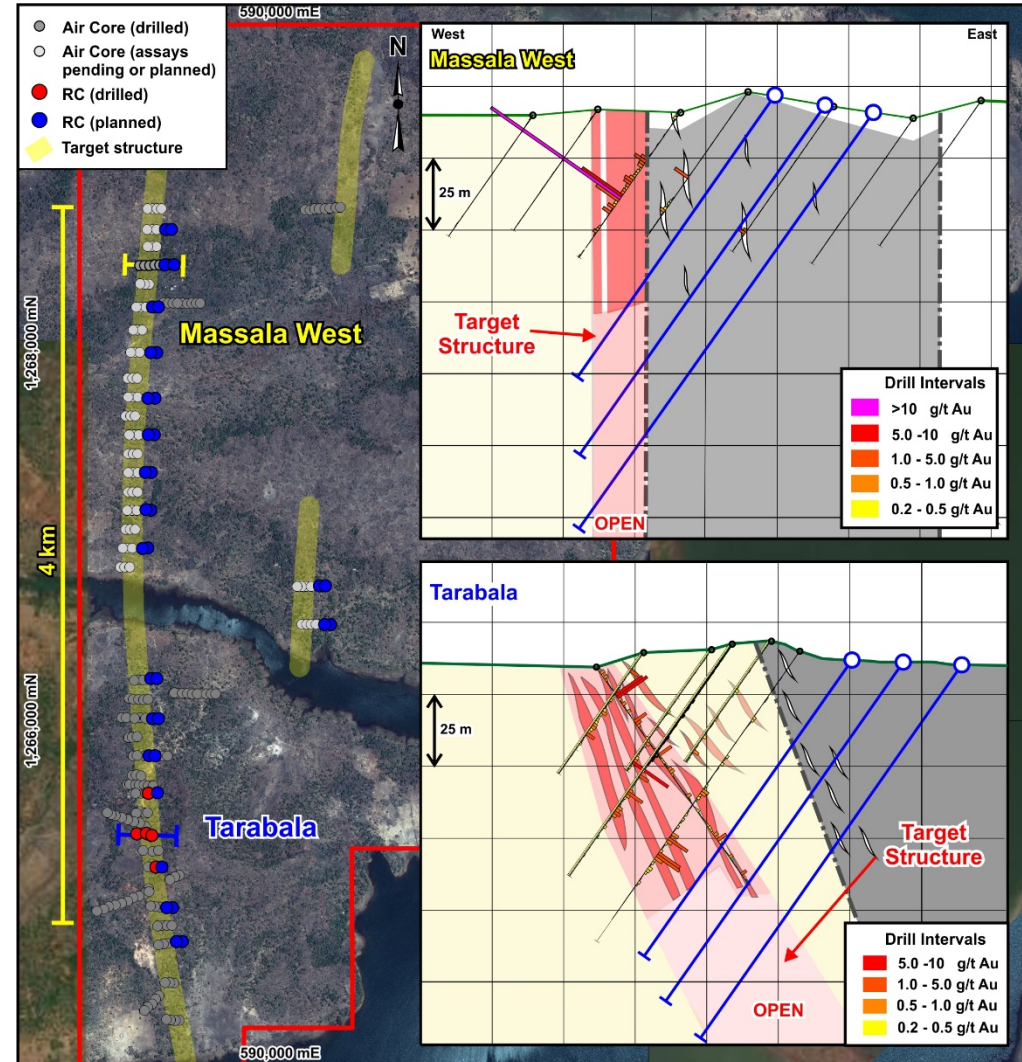 590,000 mE
Air Core (drilled)
Air Core (assays
pending or planned)
RC (drilled)
RC (planned)
Target structure
N
1,268,000 mN
Massala West
4 km
1,266,000 mN
Tarabala
590,000 mE
West
East
Massala West
25 m
Target
Structure
OPEN
Drill Intervals
>10 g/t Au
5.0 -10 g/t Au
1.0 - 5.0 g/t Au
0.5 - 1.0 g/t Au
0.2 - 0.5 g/t Au
Tarabala
25 m
Target
Structure
OPEN
Drill Intervals
5.0 -10 g/t Au
1.0 - 5.0 g/t Au
0.5 - 1.0 g/t Au
0.2 - 0.5 g/t Au